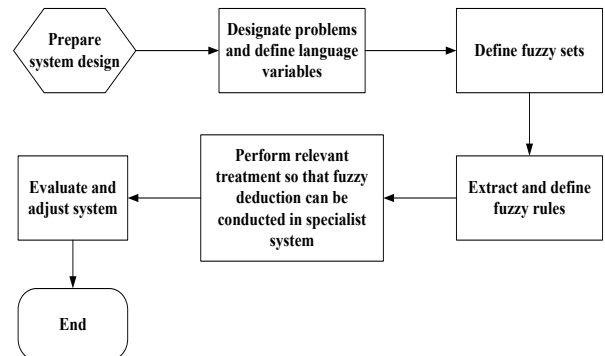 Prepare
system design
Designate problems
and define language
variables
Define fuzzy sets
Extract and define
fuzzy rules
Perform relevant
treatment so that fuzzy
deduction can be
conducted in specialist
system
Evaluate and
adjust system
End